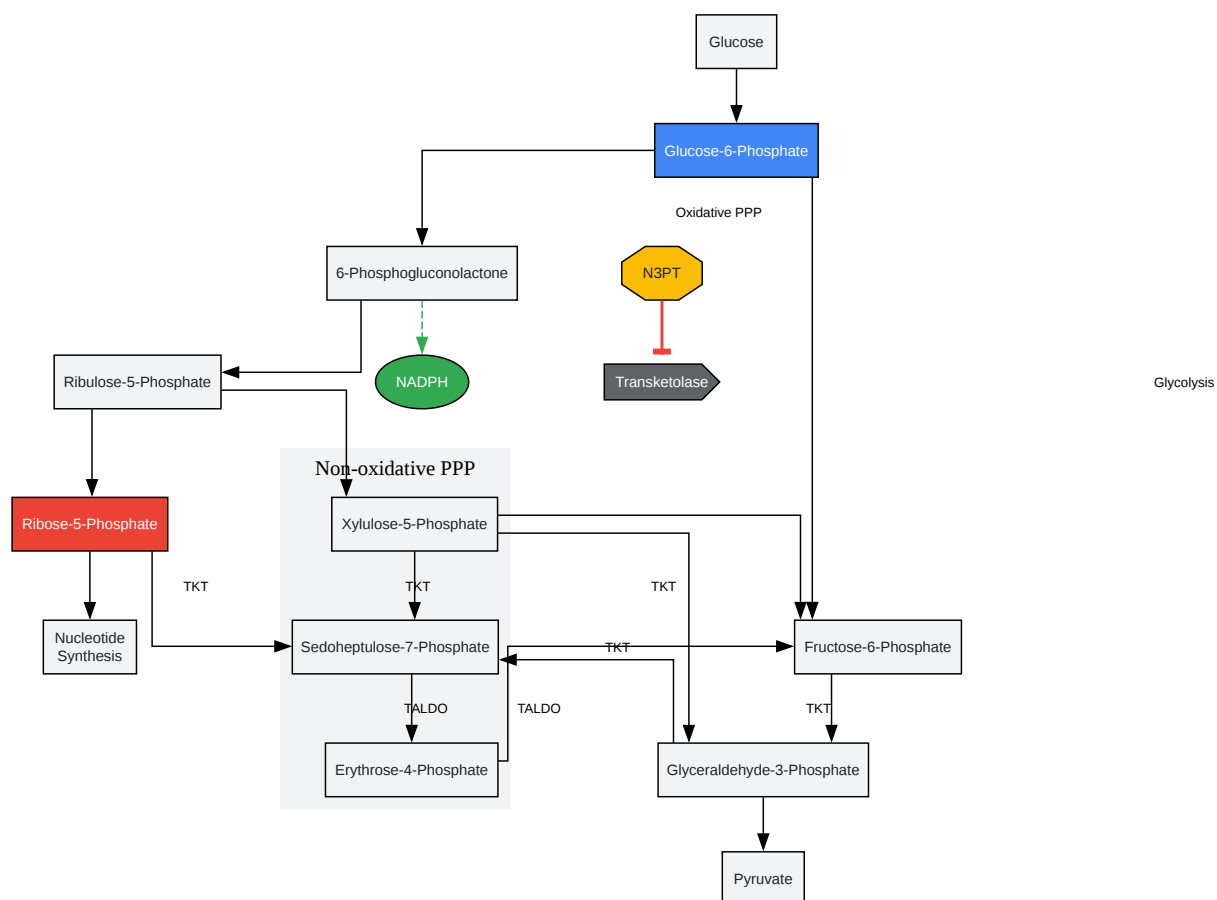 Glucose
Glucose-6-Phosphate
Oxidative PPP
6-Phosphogluconolactone
N3PT
Ribulose-5-Phosphate
NADPH
Transketolase
Glycolysis
Non-oxidative PPP
Ribose-5-Phosphate
Xylulose-5-Phosphate
TKT
TKT
TKT
Nucleotide
Synthesis
Sedoheptulose-7-Phosphate
TKT
Fructose-6-Phosphate
TALDO
TALDO
TKT
Erythrose-4-Phosphate
Glyceraldehyde-3-Phosphate
Pyruvate